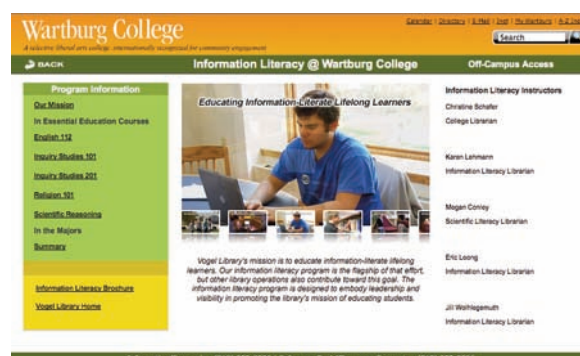 Wartburg College
A selective liberal arts college, internationally recognized for community engagement
Calendar | Directory | E-Mail | Inst | My Wartburg | A-Z
Search
BACK
Information Literacy @ Wartburg College
Off-Campus Access
Program Information
Our Mission
In Essential Education Courses
English 112
Inquiry Studies 101
Inquiry Studies 201
Religion 101
Scientific Reasoning
In the Majors
Summary
Information Literacy Brochure
Vogel Library Home
Educating Information-Literate Lifelong Learners
Vogel Library's mission is to educate information-literate lifelong
learners. Our information literacy program is the flagship of that effort,
but other library operations also contribute toward this goal. The
information literacy program is designed to embody leadership and
visibility in promoting the library's mission of educating students.
Information Literacy Instructors
Christine Schafer
College Librarian
Karen Lehmann
Information Literacy Librarian
Megan Conley
Scientific Literacy Librarian
Eric Loong
Information Literacy Librarian
Jill Wohlegemuth
Information Literacy Librarian